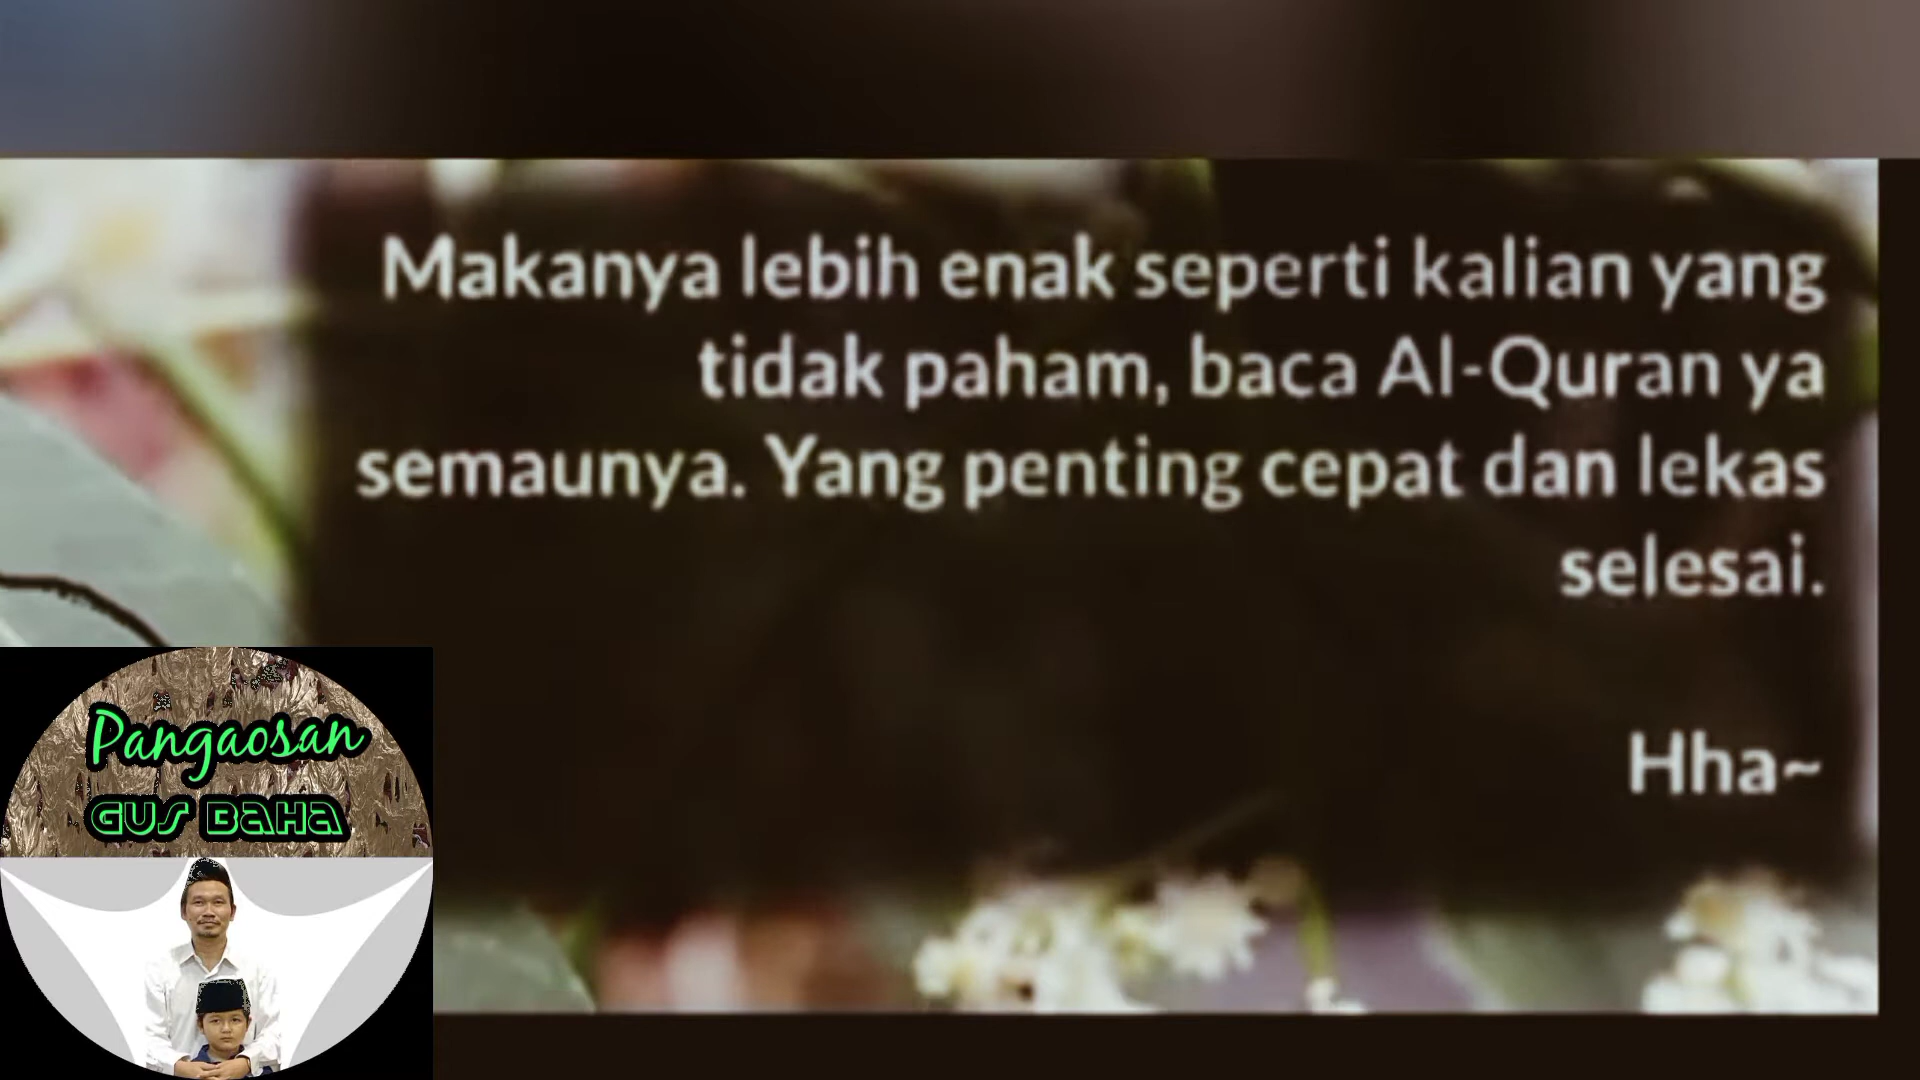 Makanya lebih enak seperti kalian yang
tidak paham, baca Al-Quran ya
semaunya. Yang penting cepat dan lekas
selesai.
Hha~
Pangaosan
GUS BAHA